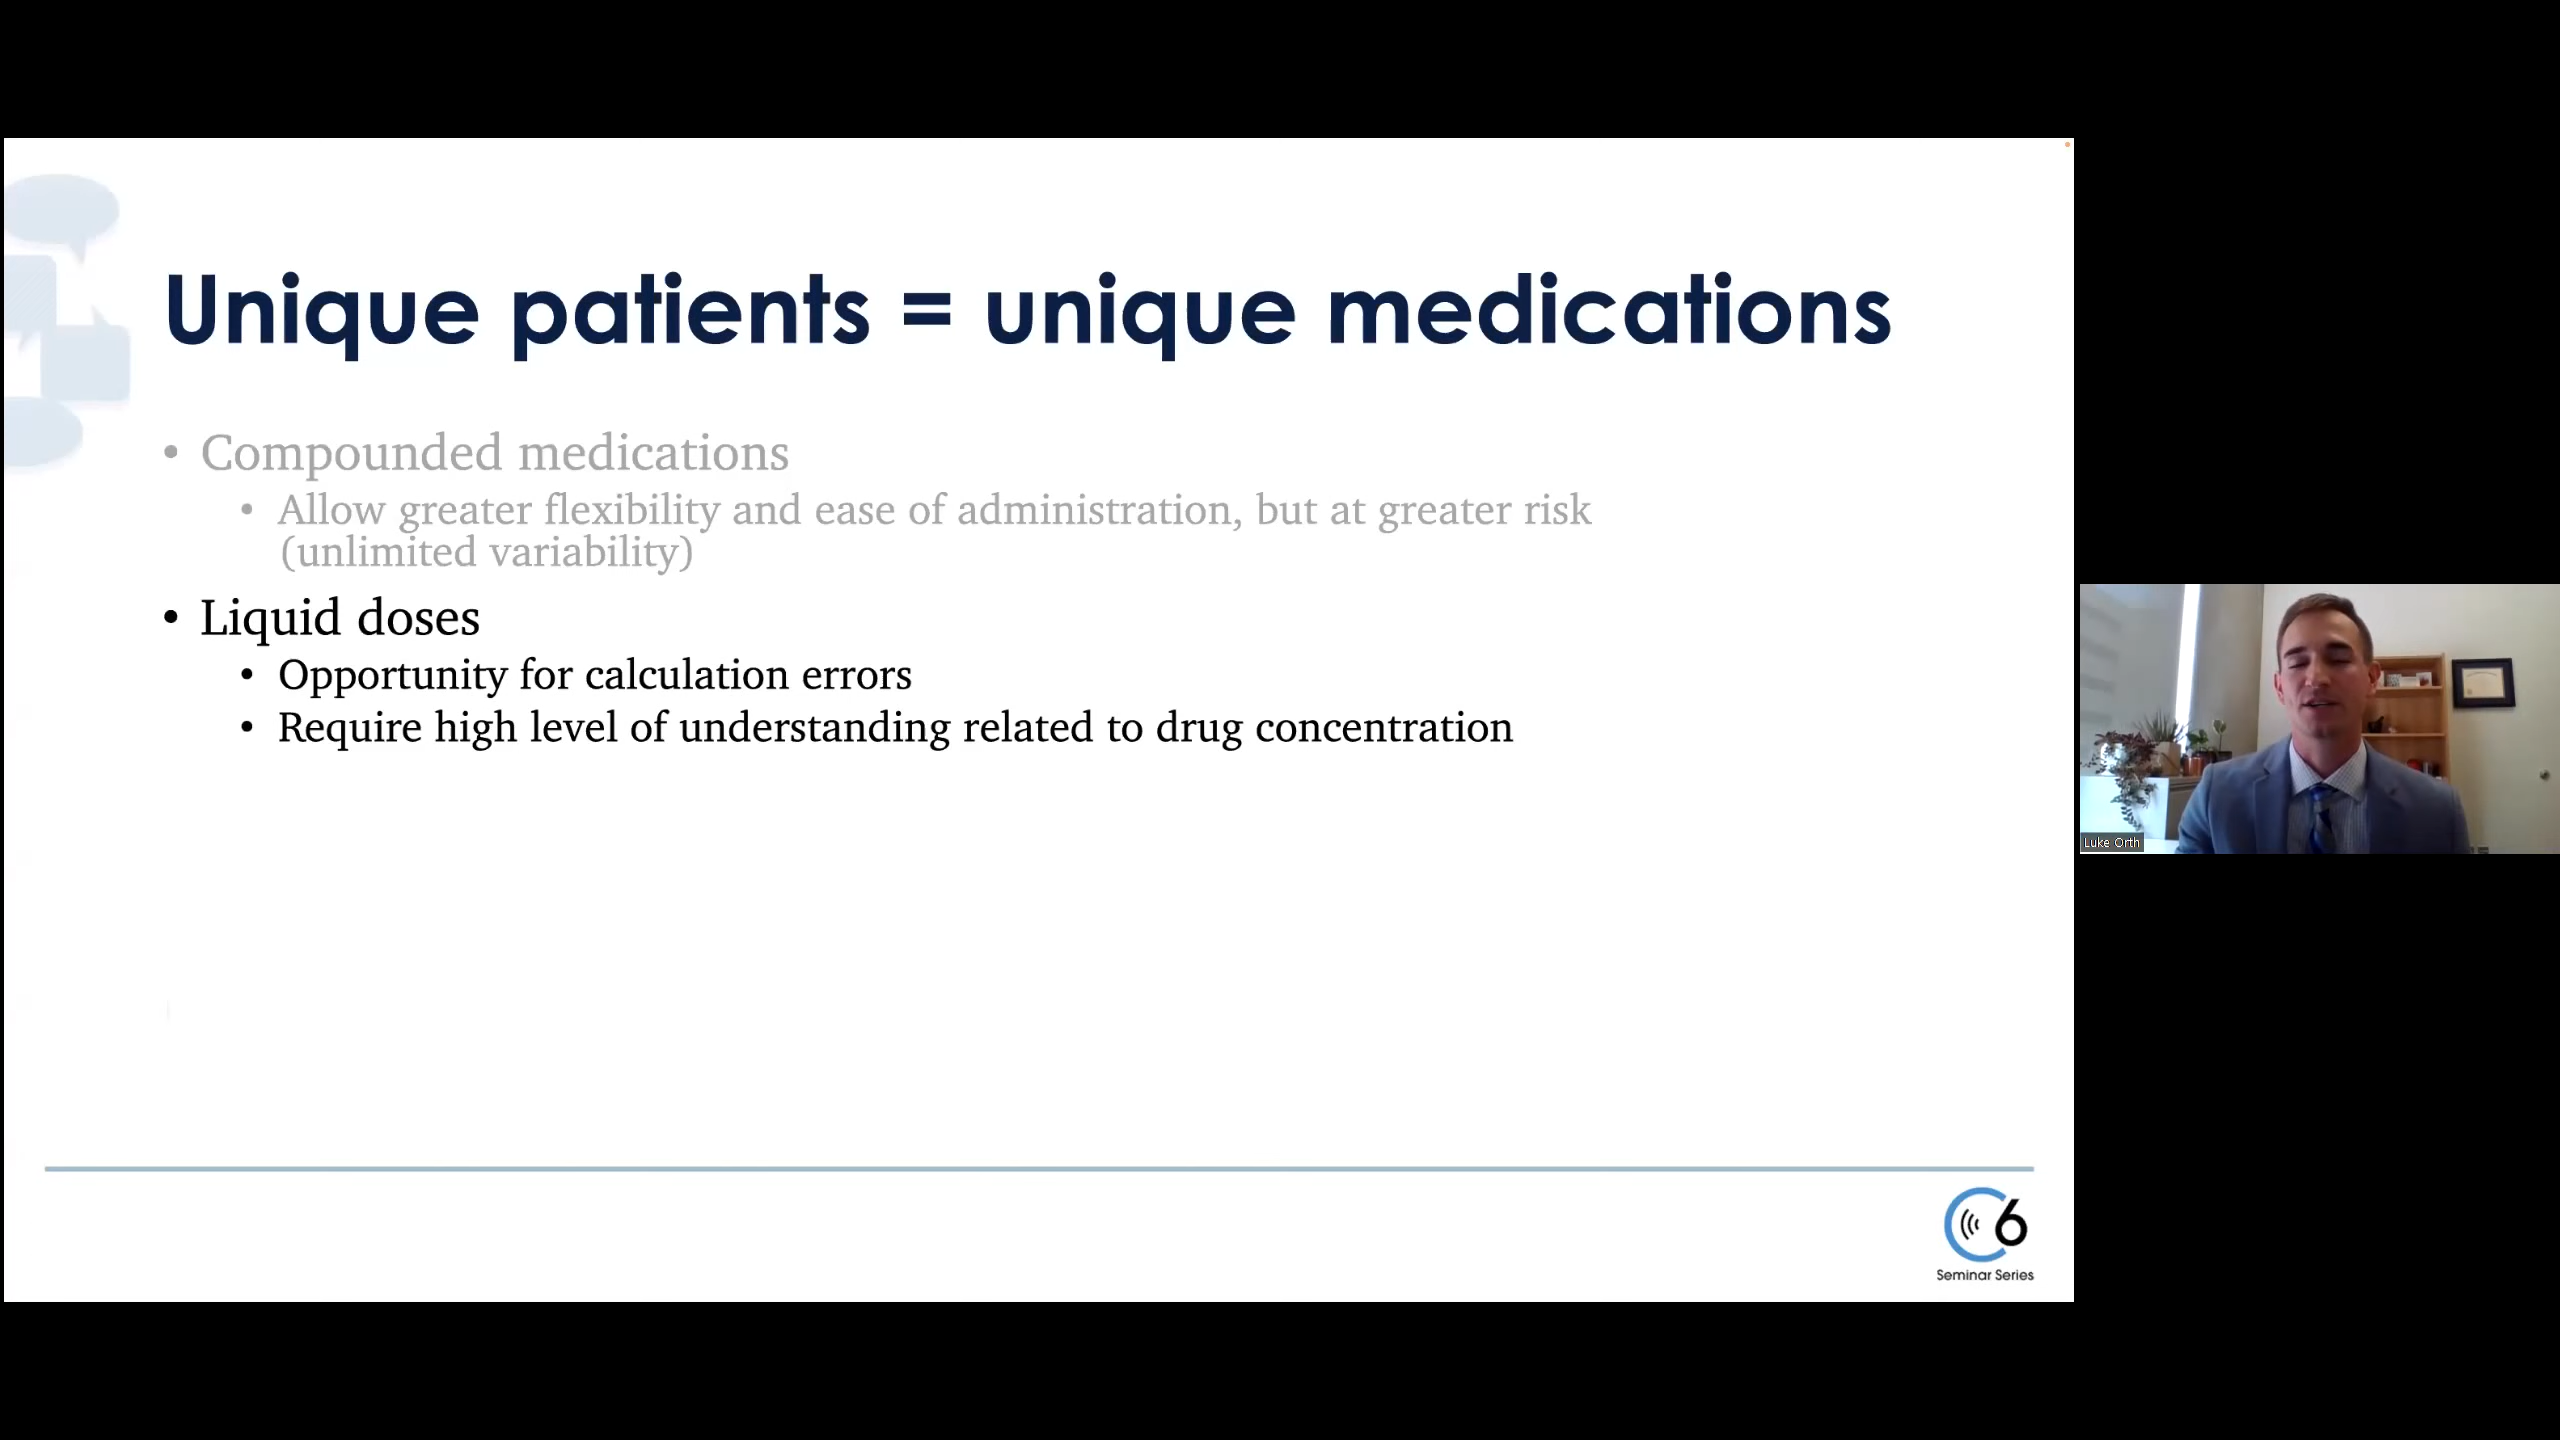 Unique patients = unique medications
• Compounded medications
• Allow greater flexibility and ease of administration, but at greater risk
(unlimited variability)
• Liquid doses
• Opportunity for calculation errors
• Require high level of understanding related to drug concentration
Luke Orth
C6
Seminar Series